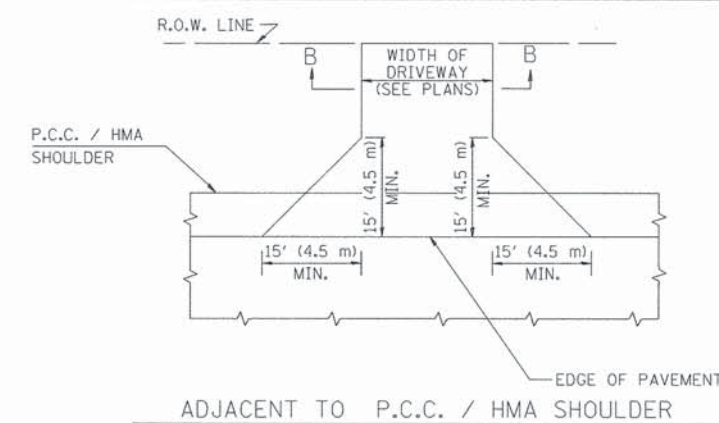 R.O.W. LINE
B
WIDTH OF
DRIVEWAY
(SEE PLANS)
B
P.C.C. / HMA
SHOULDER
15' (4.5 m)
MIN.
15' (4.5 m)
MIN.
15' (4.5 m)
MIN.
15' (4.5 m)
MIN.
EDGE OF PAVEMENT
ADJACENT TO P.C.C. / HMA SHOULDER